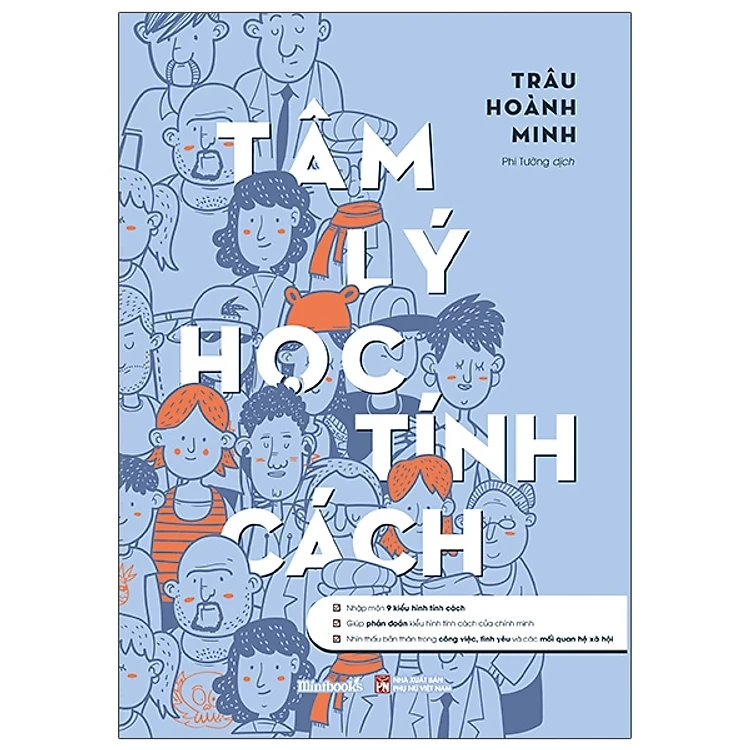 TRÂU
HOÀNH
MINH
Phi Tường dịch
TÂM
LÝ
HỌC
TÍNH
CÁCH
Nhập môn 9 kiểu hình tính cách
Giúp phán đoán kiểu hình tính cách của chính mình
Nhìn thấu bản thân trong công việc, tình yêu và các mối quan hệ xã hội
mintbooks
PN
NHÀ XUẤT BẢN
PHỤ NỮ VIỆT NAM